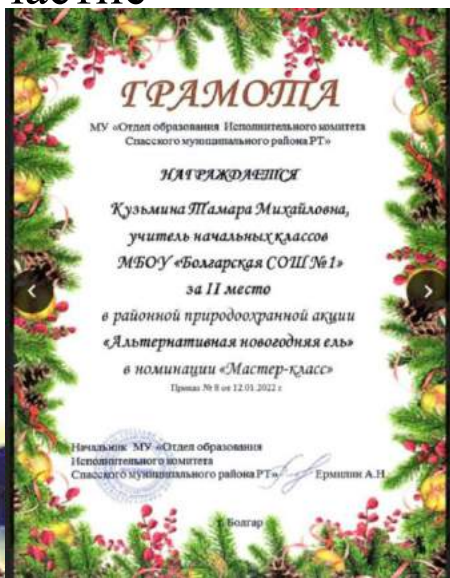 ГРАМОТА
МУ «Отдел образования Исполнительного комитета
Спасского муниципального района РТ»
НАГРАЖДАЕТСЯ
Кузьмина Тамара Михайловна,
учитель начальных классов
МБОУ «Болгарская СОШ №1»
за II место
в районной природоохранной акции
«Альтернативная новогодняя ель»
в номинации «Мастер-класс»
Приказ № 8 от 12.01.2022 г.
Начальник МУ «Отдел образования
Исполнительного комитета
Спасского муниципального района РТ» Ермилин А.Н.
г. Болгар